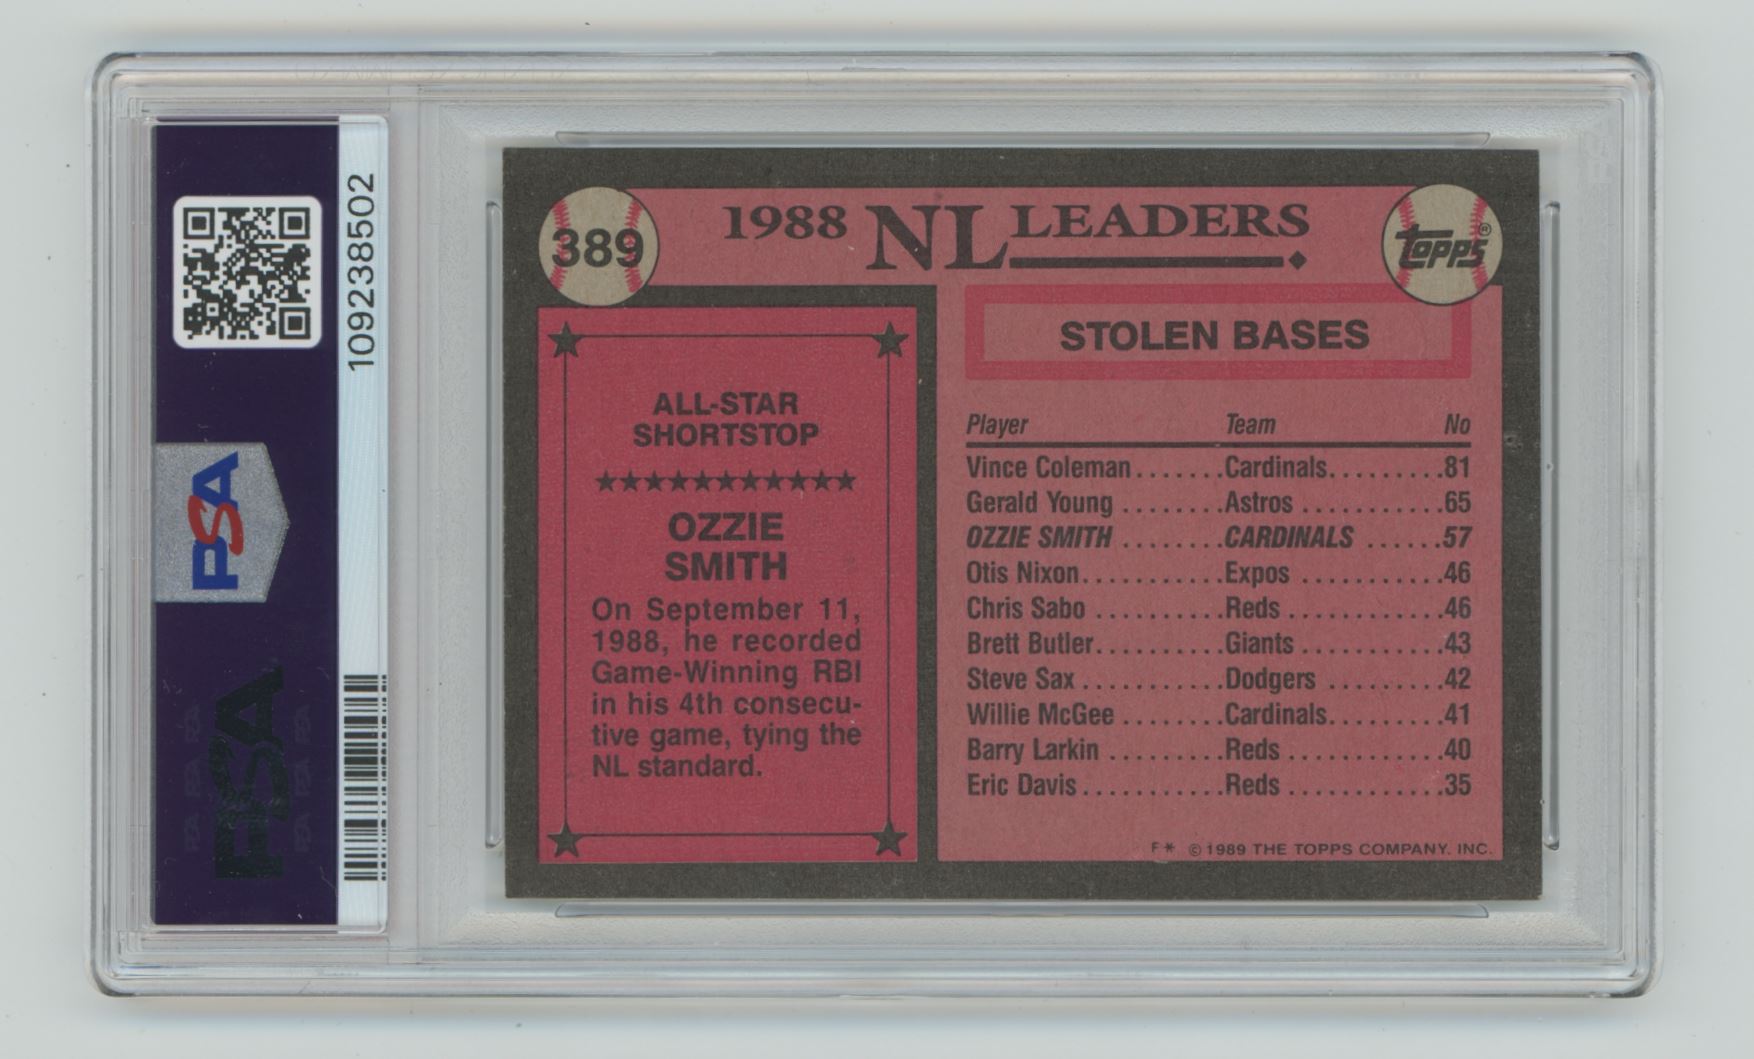 109238502
PSA
PSA
389
1988 NL LEADERS
TOPPS®
STOLEN BASES
ALL-STAR
SHORTSTOP
OZZIE
SMITH
On September 11,
1988, he recorded
Game-Winning RBI
in his 4th consecu-
tive game, tying the
NL standard.
Player Team No
Vince Coleman.......Cardinals.........81
Gerald Young ........Astros ...........65
OZZIE SMITH ........CARDINALS ......57
Otis Nixon...........Expos ...........46
Chris Sabo ..........Reds ............46
Brett Butler..........Giants ...........43
Steve Sax ...........Dodgers .........42
Willie McGee ........Cardinals.........41
Barry Larkin .........Reds ............40
Eric Davis...........Reds ............35
F* © 1989 THE TOPPS COMPANY. INC.